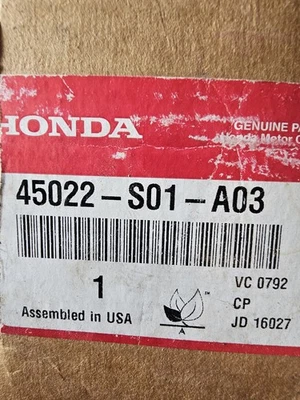 HONDA
GENUINE PA
Honda Motor C
45022-S01-A03
1
Assembled in USA
A
VC 0792
CP
JD 16027